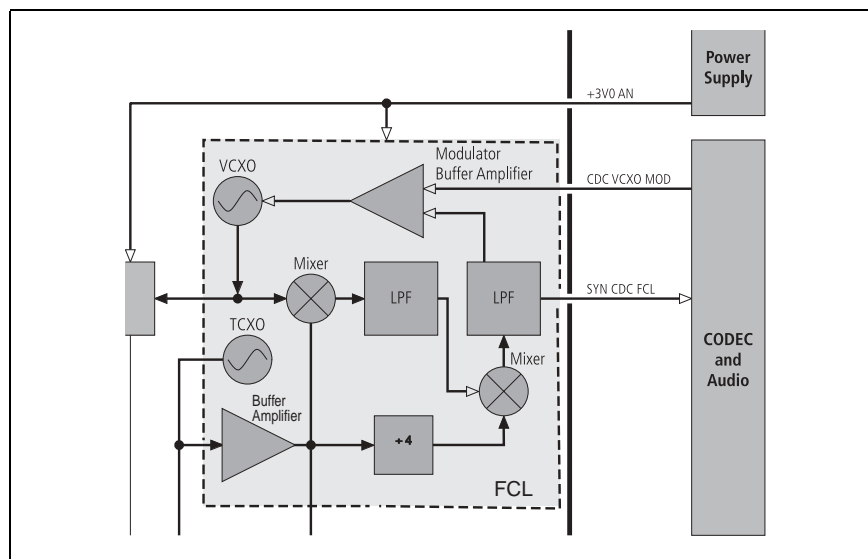 Power
Supply
+3V0 AN
VCXO
Modulator
Buffer Amplifier
CDC VCXO MOD
Mixer
LPF
LPF
SYN CDC FCL
TCXO
Mixer
CODEC
and
Audio
Buffer
Amplifier
÷4
FCL